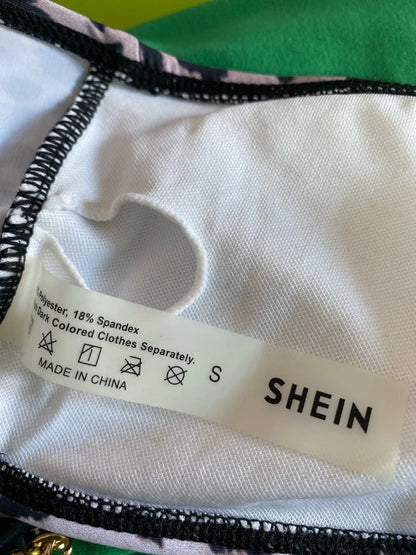 Polyester, 18% Spandex
Dark Colored Clothes Separately.
S
MADE IN CHINA
SHEIN